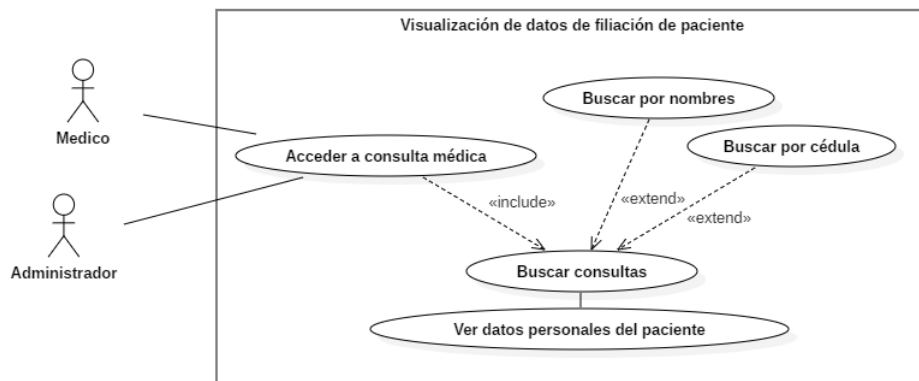 Visualización de datos de filiación de paciente
Buscar por nombres
Medico
Buscar por cédula
Acceder a consulta médica
«include»
«extend»
«extend»
Administrador
Buscar consultas
Ver datos personales del paciente